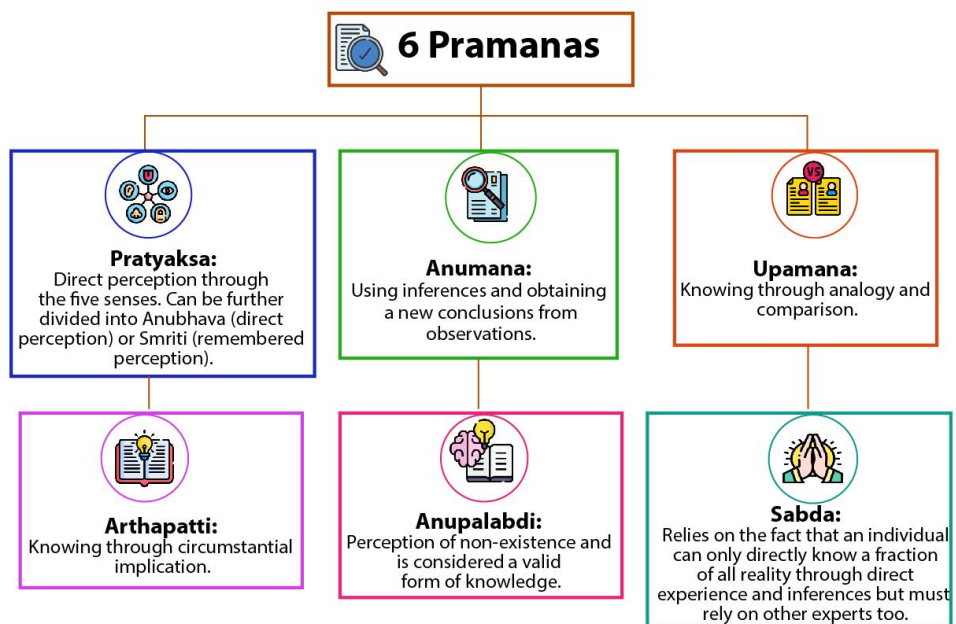 6 Pramanas
Pratyaksa:
Direct perception through
the five senses. Can be further
divided into Anubhava (direct
perception) or Smriti (remembered
perception).
Anumana:
Using inferences and obtaining
a new conclusions from
observations.
VS
Upamana:
Knowing through analogy and
comparison.
Arthapatti:
Knowing through circumstantial
implication.
Anupalabdi:
Perception of non-existence and
is considered a valid
form of knowledge.
Sabda:
Relies on the fact that an individual
can only directly know a fraction
of all reality through direct
experience and inferences but must
rely on other experts too.